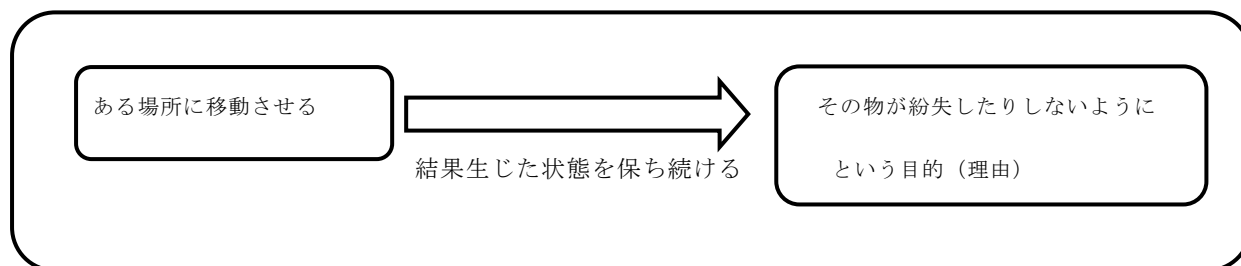 ある場所に移動させる
その物が紛失したりしないように
という目的(理由)
結果生じた状態を保ち続ける